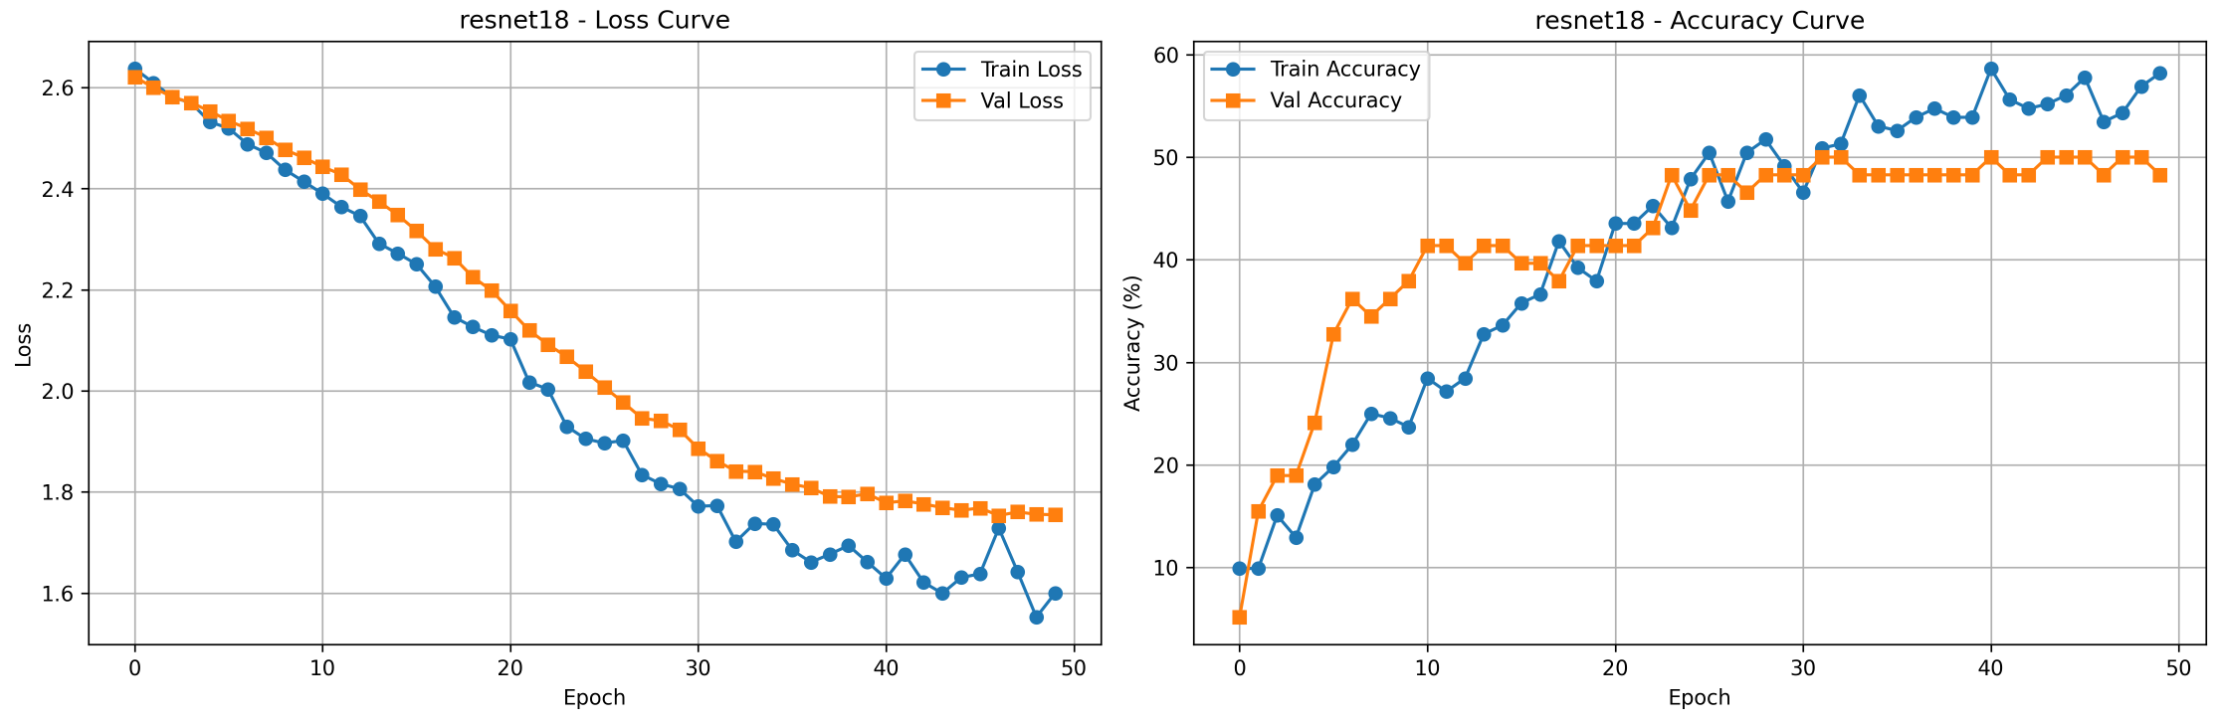 resnet18 - Loss Curve
Loss
2.6
2.4
2.2
2.0
1.8
1.6
0 10 20 30 40 50
Epoch
Train Loss
Val Loss
resnet18 - Accuracy Curve
Accuracy (%)
60
50
40
30
20
10
0 10 20 30 40 50
Epoch
Train Accuracy
Val Accuracy